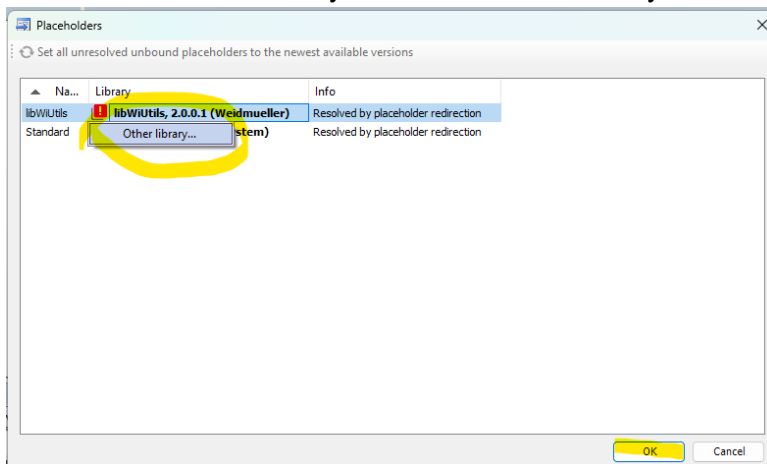 Placeholders
Set all unresolved unbound placeholders to the newest available versions
Na... Library Info
libWiUtils libWiUtils, 2.0.0.1 (Weidmueller) Resolved by placeholder redirection
Standard stem) Resolved by placeholder redirection
Other library...
OK Cancel